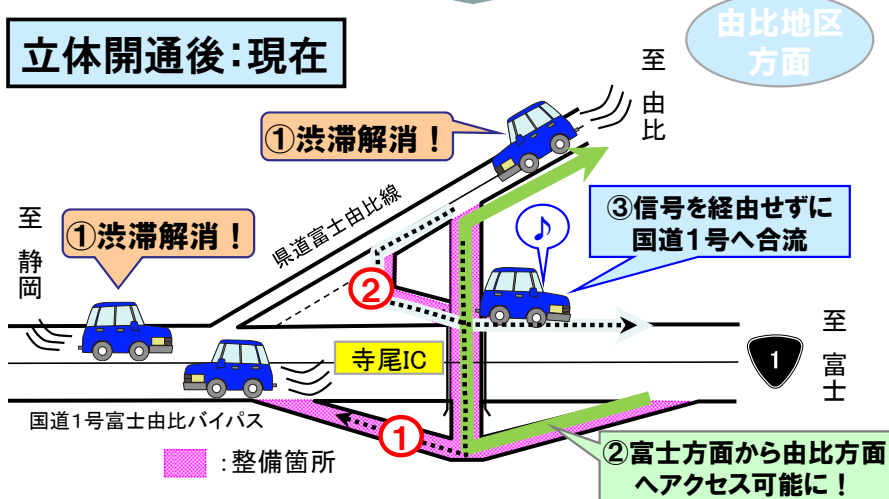 由比地区
方面
立体開通後：現在
至
由
比
①渋滞解消！
県道富士由比線
至
静
岡
①渋滞解消！
③信号を経由せずに
国道１号へ合流
♪
②
至
富
士
1
寺尾IC
国道１号富士由比バイパス
①
：整備箇所
②富士方面から由比方面
へアクセス可能に！